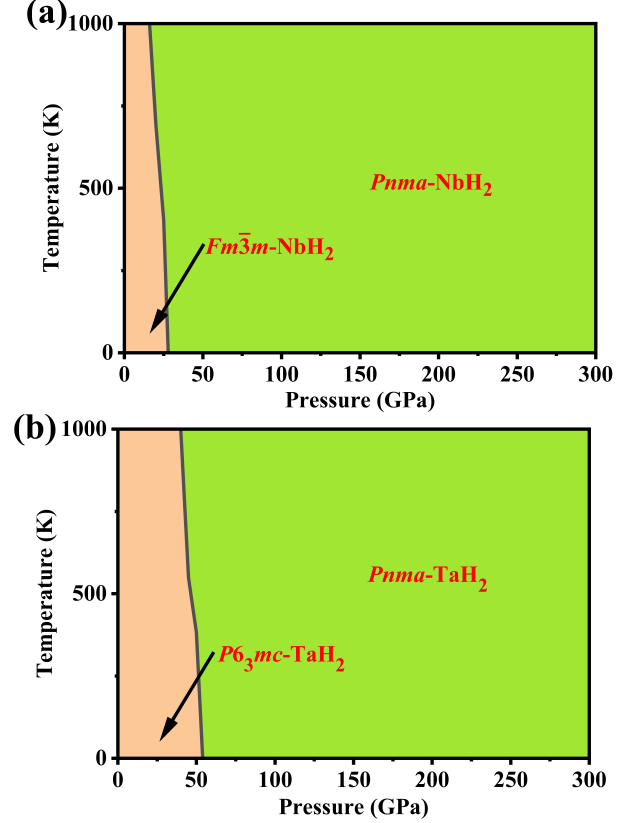 (a)
1000
500
0
Temperature (K)
Pnma-NbH₂
Fm3̅m-NbH₂
0 50 100 150 200 250 300
Pressure (GPa)
(b)
1000
500
0
Temperature (K)
Pnma-TaH₂
P6₃mc-TaH₂
0 50 100 150 200 250 300
Pressure (GPa)